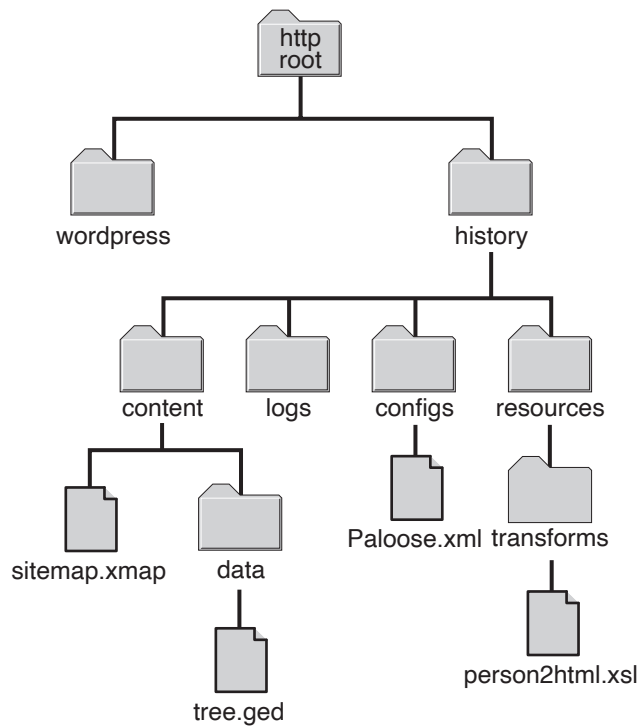 http
root
wordpress
history
content
logs
configs
resources
Paloose.xml
transforms
sitemap.xmap
data
person2html.xsl
tree.ged